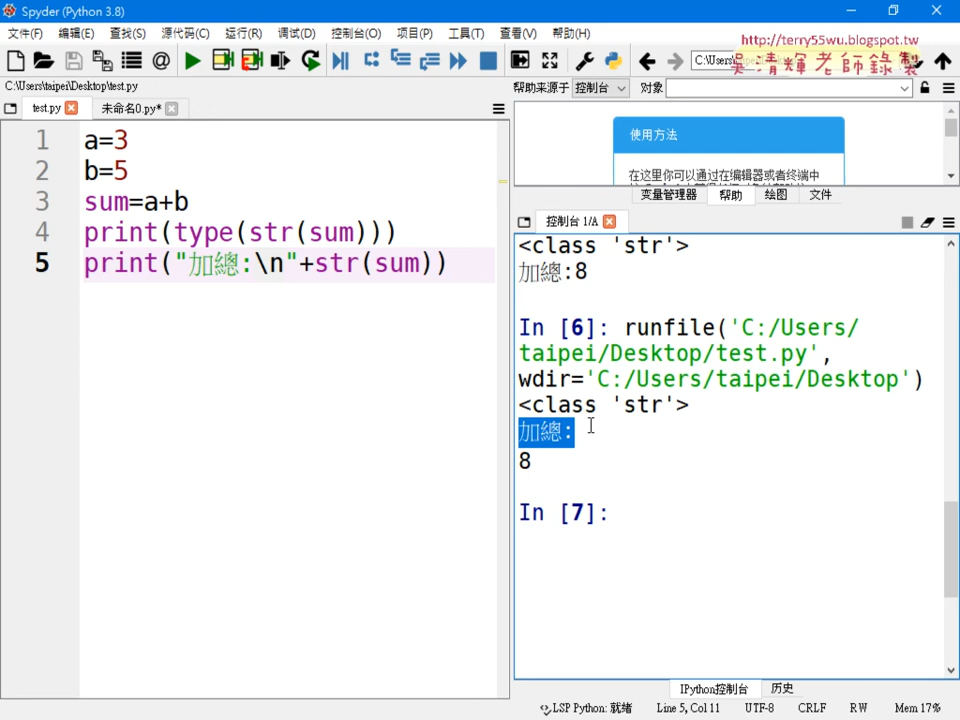 Spyder (Python 3.8)
文件(F) 编辑(E) 查找(S) 源代码(C) 运行(R) 调试(D) 控制台(O) 项目(P) 工具(T) 查看(V) 帮助(H)
http://terry55wu.blogspot.tw
C:\Users\
吳清輝老師錄製
C:\Users\taipei\Desktop\test.py
帮助来源于 控制台 对象
test.py 未命名0.py*
1 a=3
2 b=5
3 sum=a+b
4 print(type(str(sum)))
5 print("加總:\n"+str(sum))
使用方法
在这里你可以通过在编辑器或者终端中
变量管理器 帮助 绘图 文件
控制台 1/A
<class 'str'>
加總:8
In [6]: runfile('C:/Users/
taipei/Desktop/test.py',
wdir='C:/Users/taipei/Desktop')
<class 'str'>
加總:
8
In [7]:
IPython控制台 历史
LSP Python: 就绪 Line 5, Col 11 UTF-8 CRLF RW Mem 17%